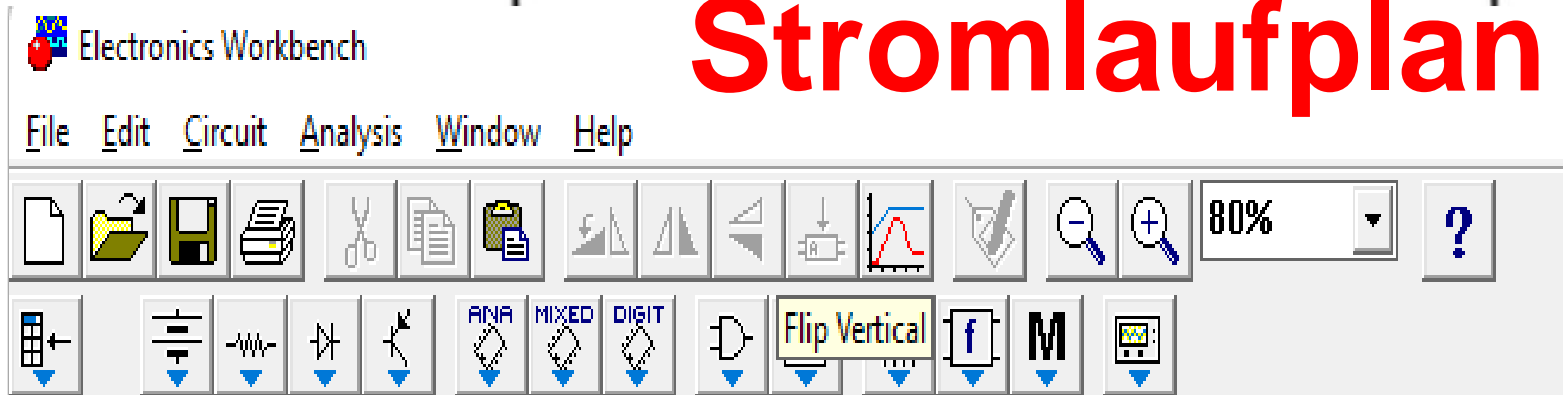 Stromlaufplan
Electronics Workbench
File Edit Circuit Analysis Window Help
80%
?
ANA MIXED DIGIT
Flip Vertical
f M